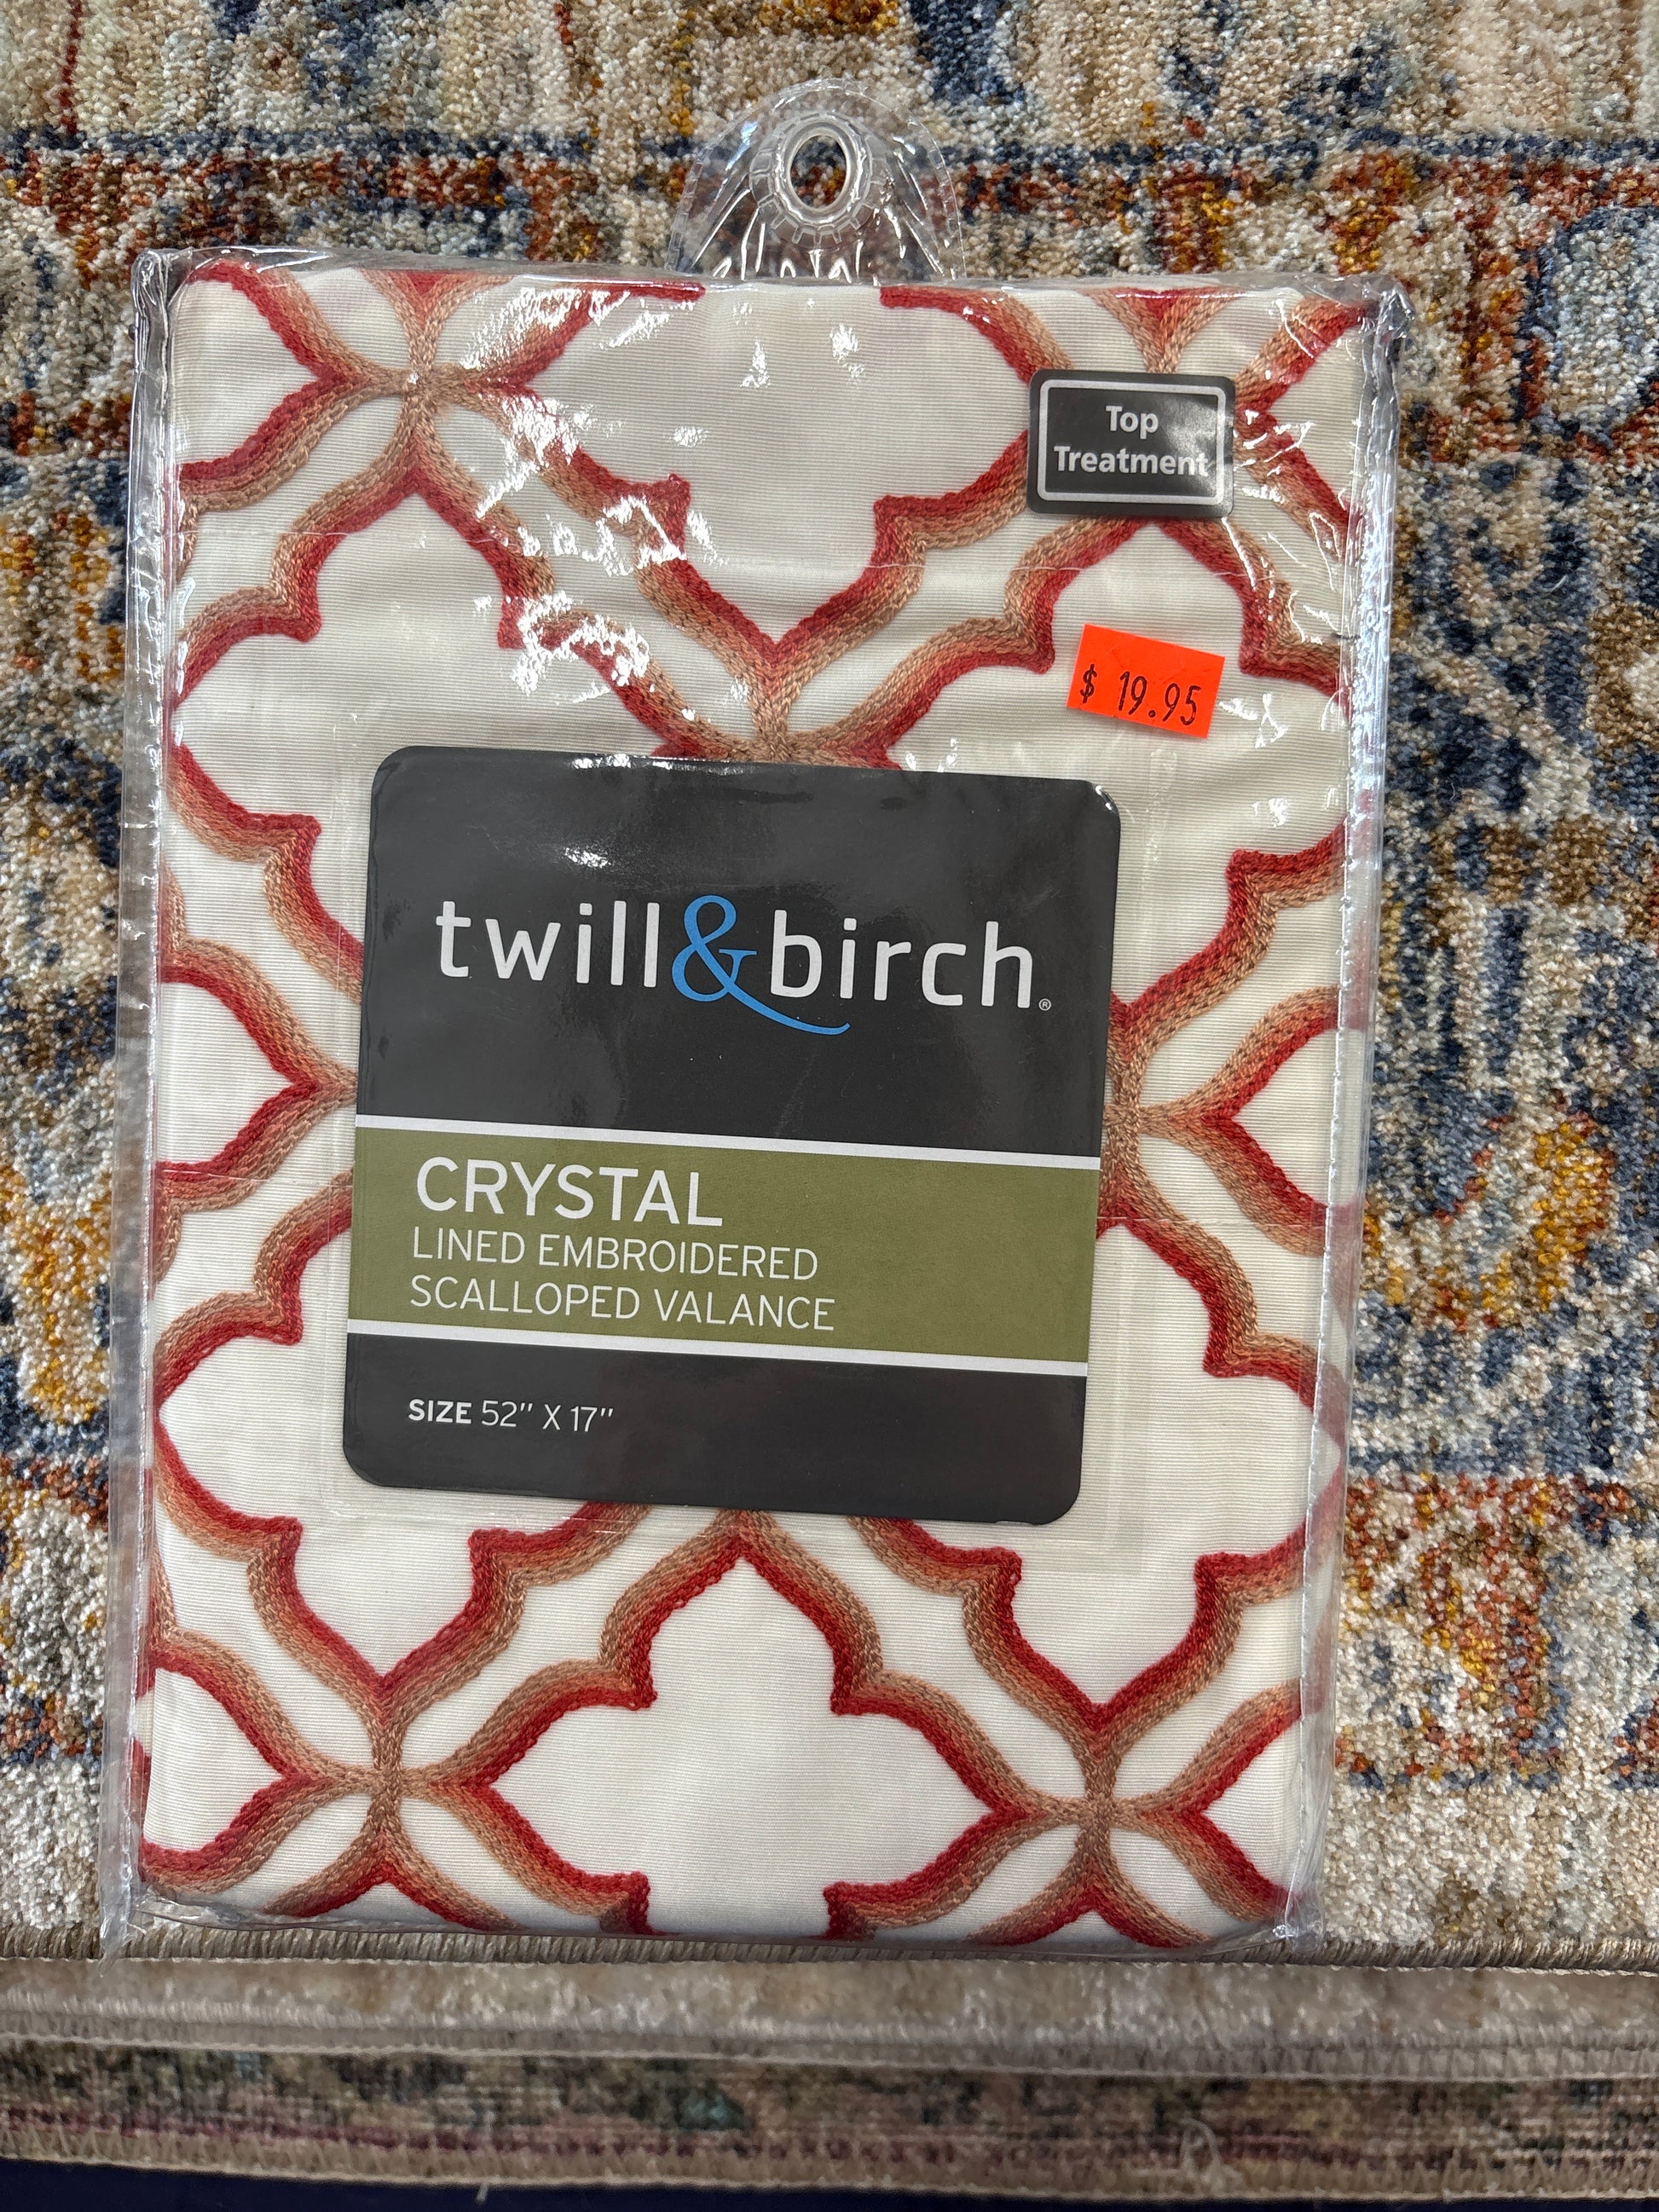 Top
Treatment
$ 19.95
twill&birch®
CRYSTAL
LINED EMBROIDERED
SCALLOPED VALANCE
SIZE 52" X 17"